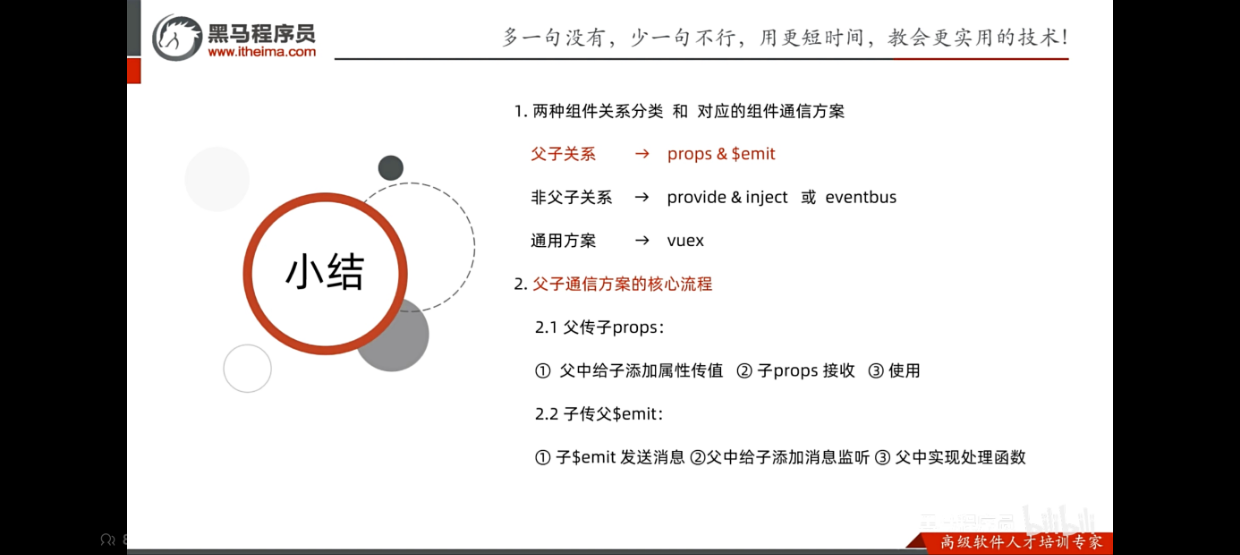 黑马程序员
www.itheima.com
多一句没有，少一句不行，用更短时间，教会更实用的技术！
1. 两种组件关系分类 和 对应的组件通信方案
父子关系 → props & $emit
非父子关系 → provide & inject 或 eventbus
通用方案 → vuex
小结
2. 父子通信方案的核心流程
2.1 父传子props：
① 父中给子添加属性传值 ② 子props 接收 ③ 使用
2.2 子传父$emit：
① 子$emit 发送消息 ②父中给子添加消息监听 ③ 父中实现处理函数
bilibili
高级软件人才培训专家